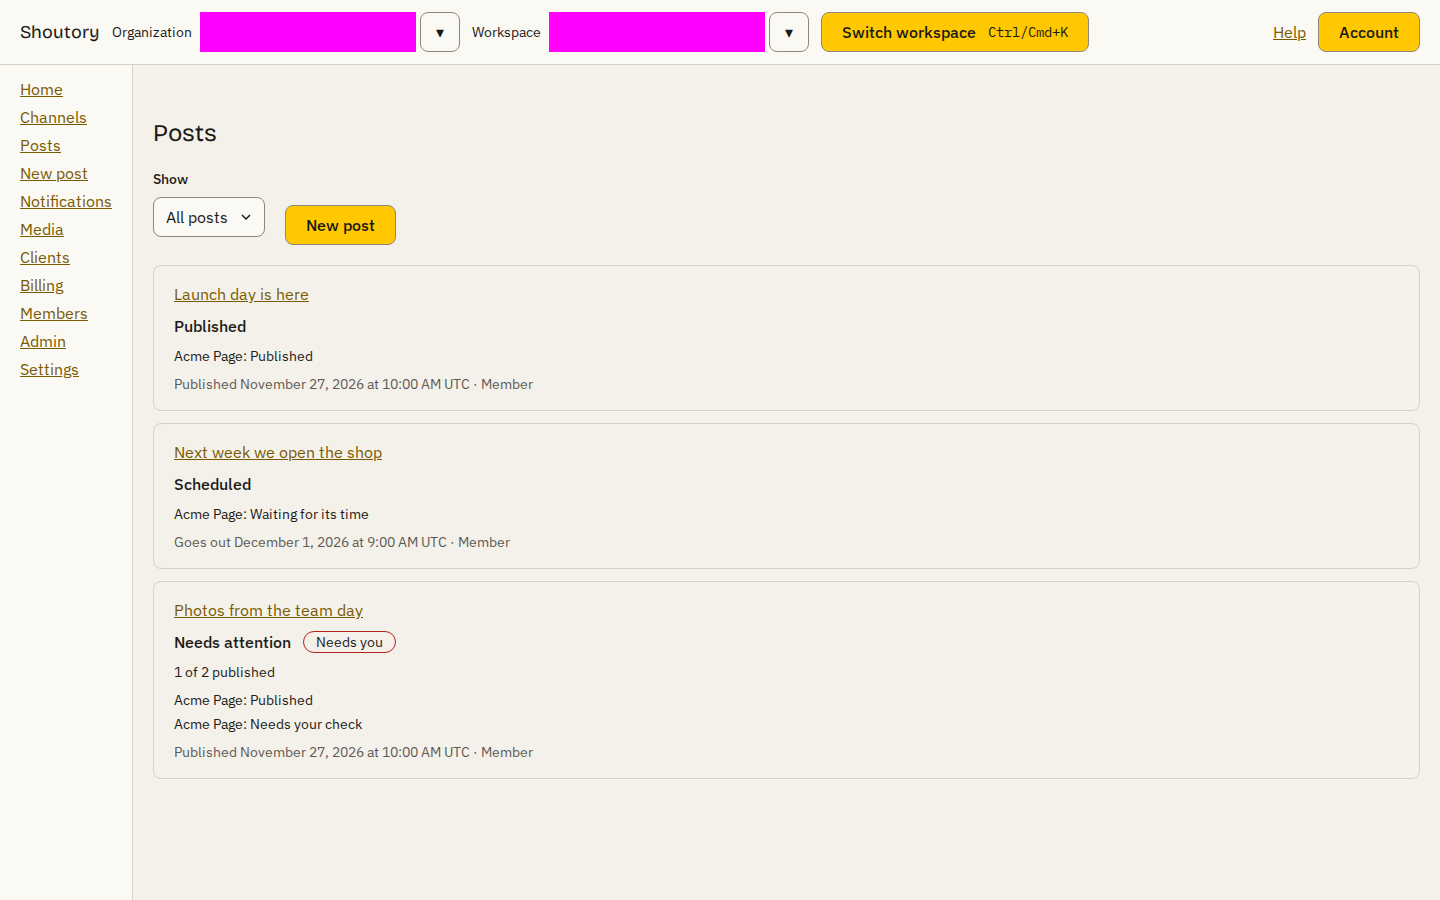 Shoutory Organization ▼ Workspace ▼ Switch workspace Ctrl/Cmd+K Help Account
Home
Channels
Posts
New post
Notifications
Media
Clients
Billing
Members
Admin
Settings
Posts
Show
All posts New post
Launch day is here
Published
Acme Page: Published
Published November 27, 2026 at 10:00 AM UTC · Member
Next week we open the shop
Scheduled
Acme Page: Waiting for its time
Goes out December 1, 2026 at 9:00 AM UTC · Member
Photos from the team day
Needs attention Needs you
1 of 2 published
Acme Page: Published
Acme Page: Needs your check
Published November 27, 2026 at 10:00 AM UTC · Member